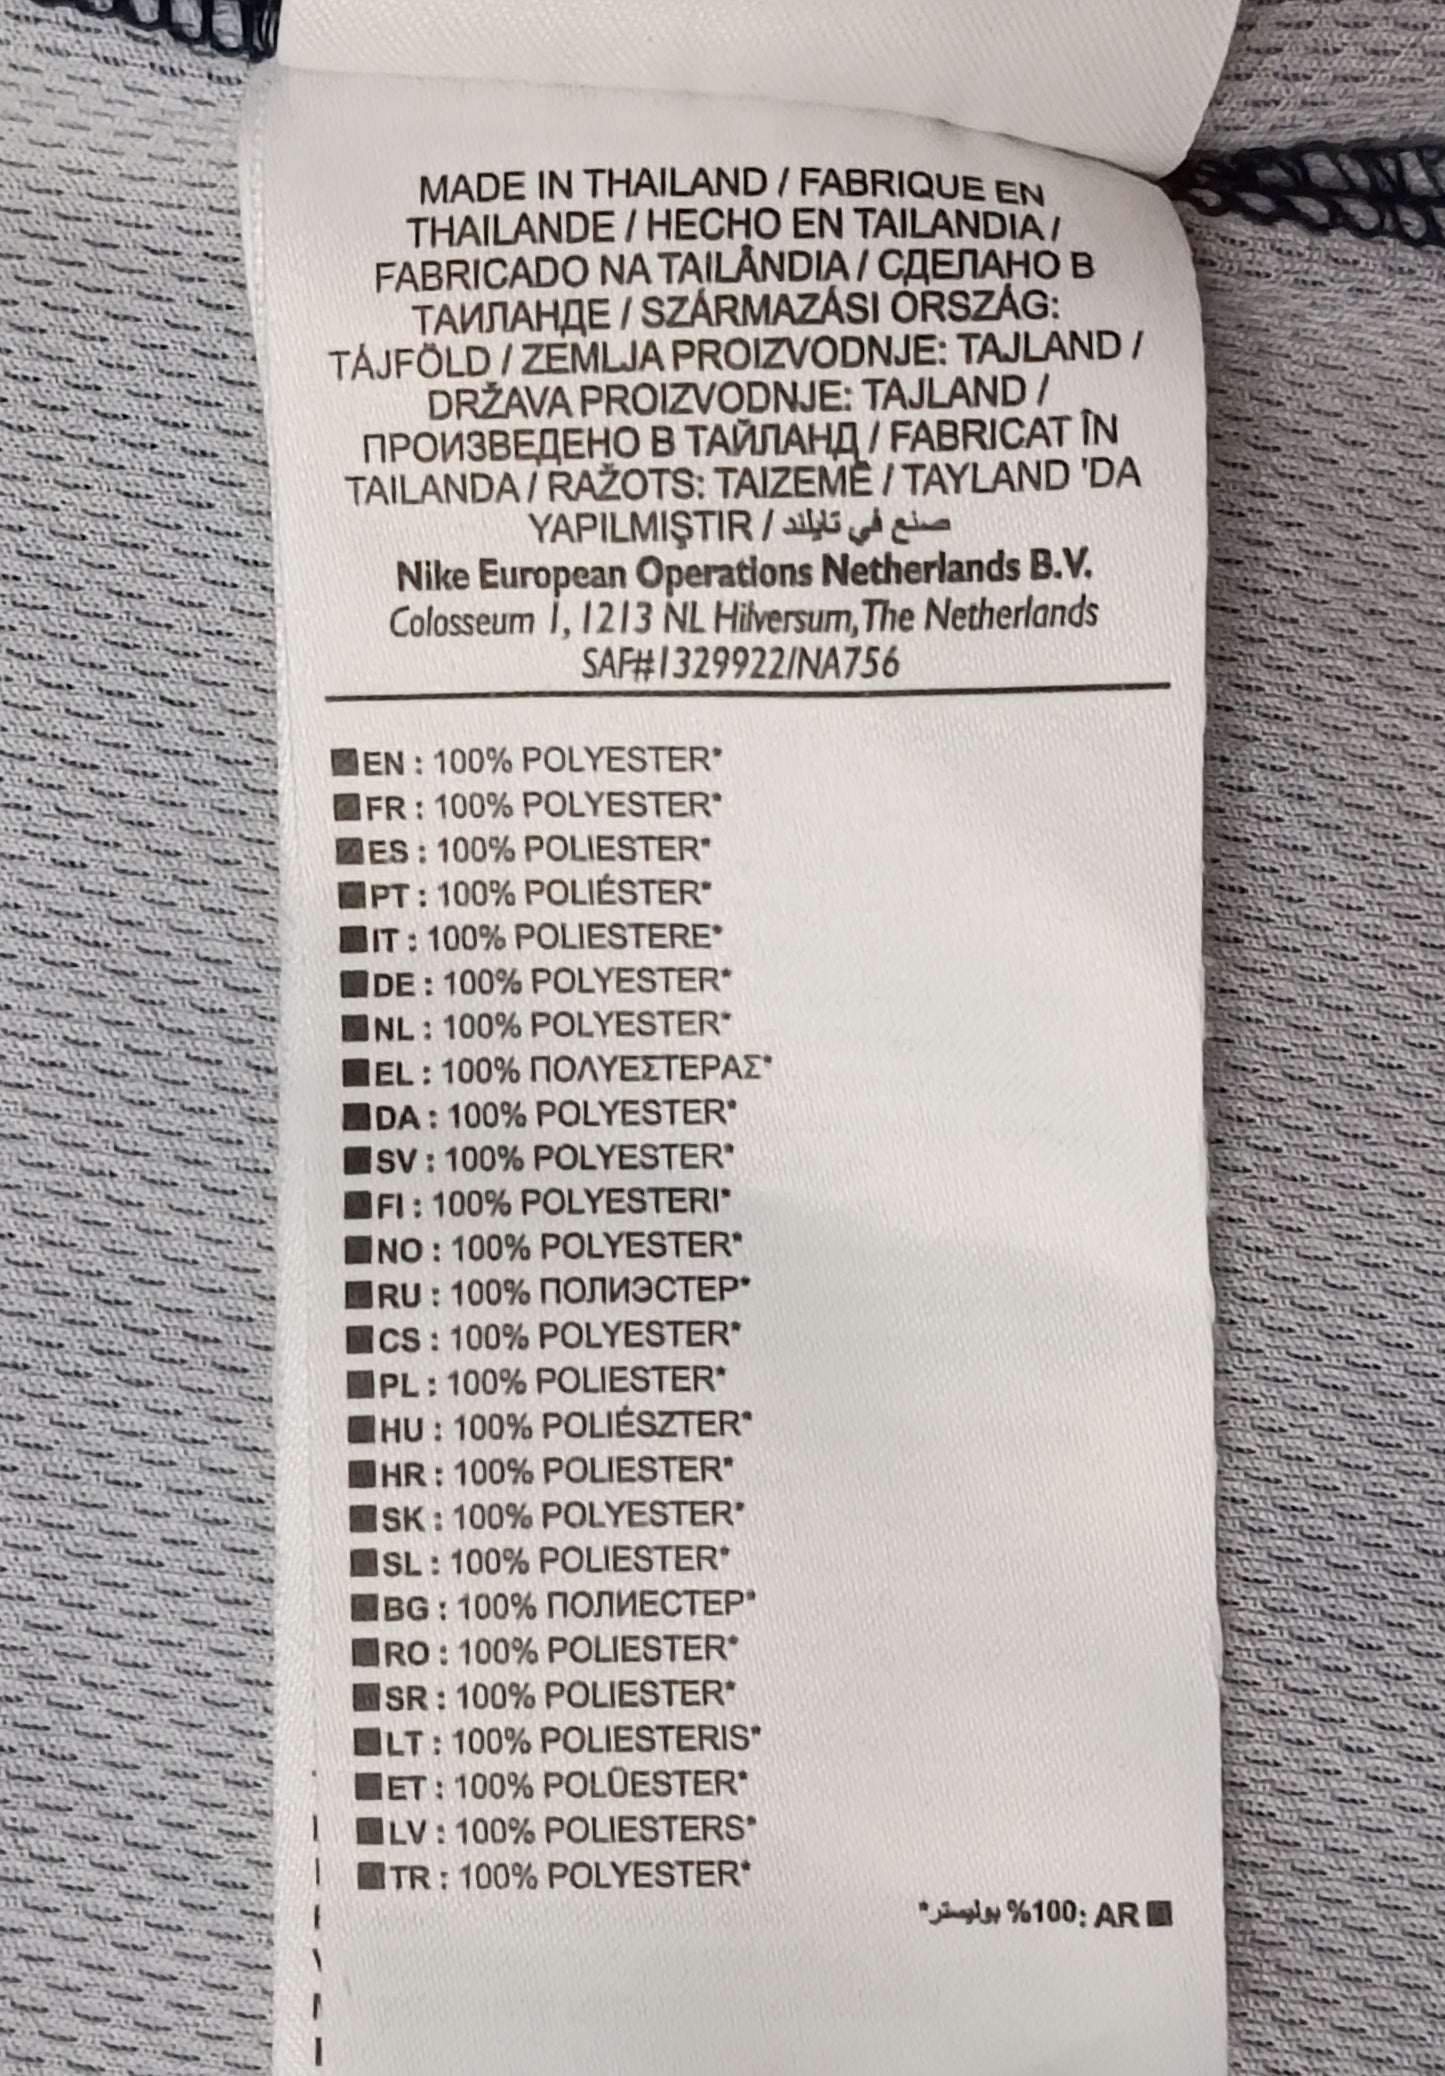 MADE IN THAILAND / FABRIQUE EN
THAILANDE / HECHO EN TAILANDIA /
FABRICADO NA TAILÂNDIA / СДЕЛАНО В
ТАИЛАНДЕ / SZÁRMAZÁSI ORSZÁG:
TÁJFÖLD / ZEMLJA PROIZVODNJE: TAJLAND /
DRŽAVA PROIZVODNJE: TAJLAND /
ПРОИЗВЕДЕНО В ТАЙЛАНД / FABRICAT ÎN
TAILANDA / RAŽOTS: TAIZEMĒ / TAYLAND 'DA
YAPILMIŞTIR / صنع في تايلند
Nike European Operations Netherlands B.V.
Colosseum 1, 1213 NL Hilversum, The Netherlands
SAF#1329922/NA756
EN : 100% POLYESTER*
FR : 100% POLYESTER*
ES : 100% POLIESTER*
PT : 100% POLIÉSTER*
IT : 100% POLIESTERE*
DE : 100% POLYESTER*
NL : 100% POLYESTER*
EL : 100% ΠΟΛΥΕΣΤΕΡΑΣ*
DA : 100% POLYESTER*
SV : 100% POLYESTER*
FI : 100% POLYESTERI*
NO : 100% POLYESTER*
RU : 100% ПОЛИЭСТЕР*
CS : 100% POLYESTER*
PL : 100% POLIESTER*
HU : 100% POLIÉSZTER*
HR : 100% POLIESTER*
SK : 100% POLYESTER*
SL : 100% POLIESTER*
BG : 100% ПОЛИЕСТЕР*
RO : 100% POLIESTER*
SR : 100% POLIESTER*
LT : 100% POLIESTERIS*
ET : 100% POLÜESTER*
LV : 100% POLIESTERS*
TR : 100% POLYESTER*
AR :100% بوليستر*